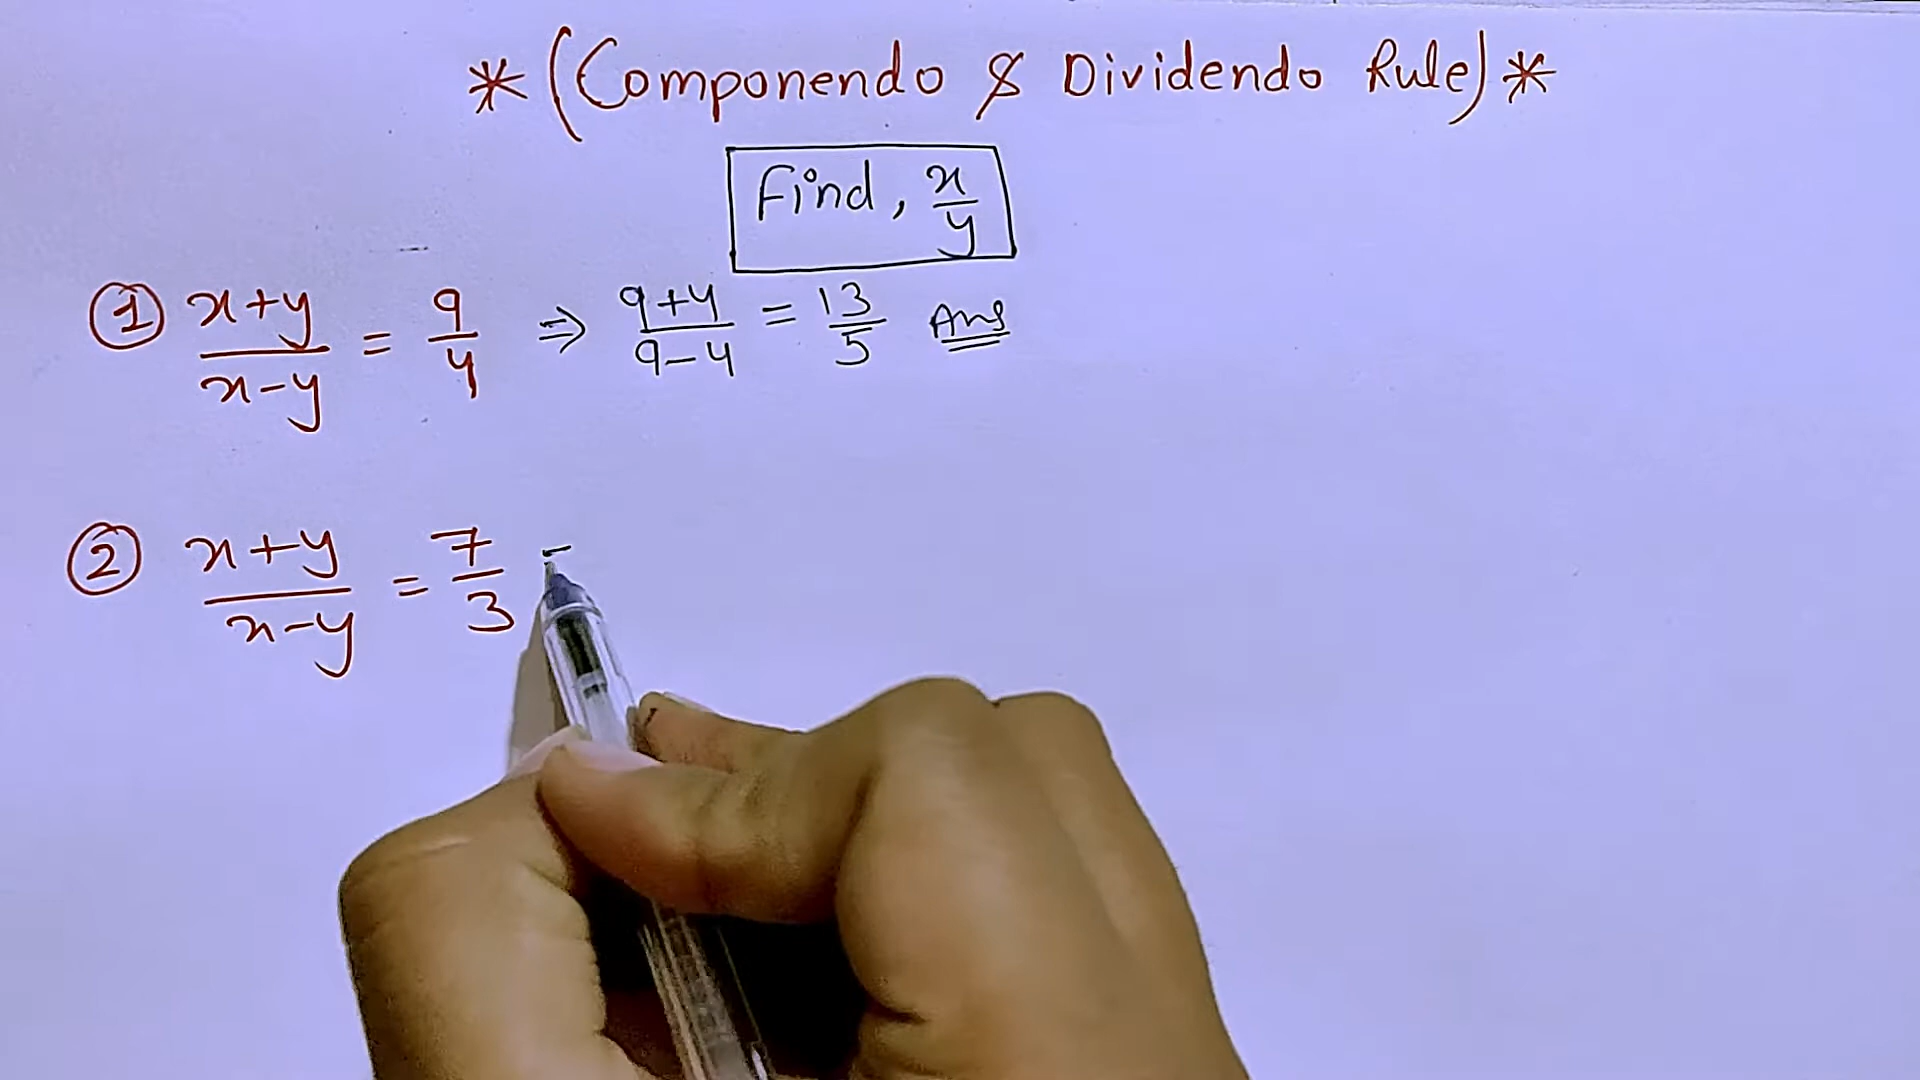 *(Componendo & Dividendo Rule)*
Find, x/y
① x+y/x-y = 9/4 ⇒ 9+4/9-4 = 13/5 Ans
② x+y/x-y = 7/3